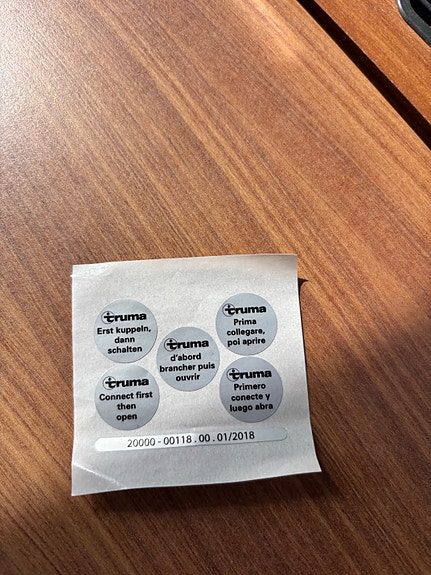 truma
Erst kuppeln,
dann
schalten
truma
Prima
collegare,
poi aprire
truma
d'abord
brancher puis
ouvrir
truma
Connect first
then
open
truma
Primero
conecte y
luego abra
20000 - 00118 . 00 . 01/2018